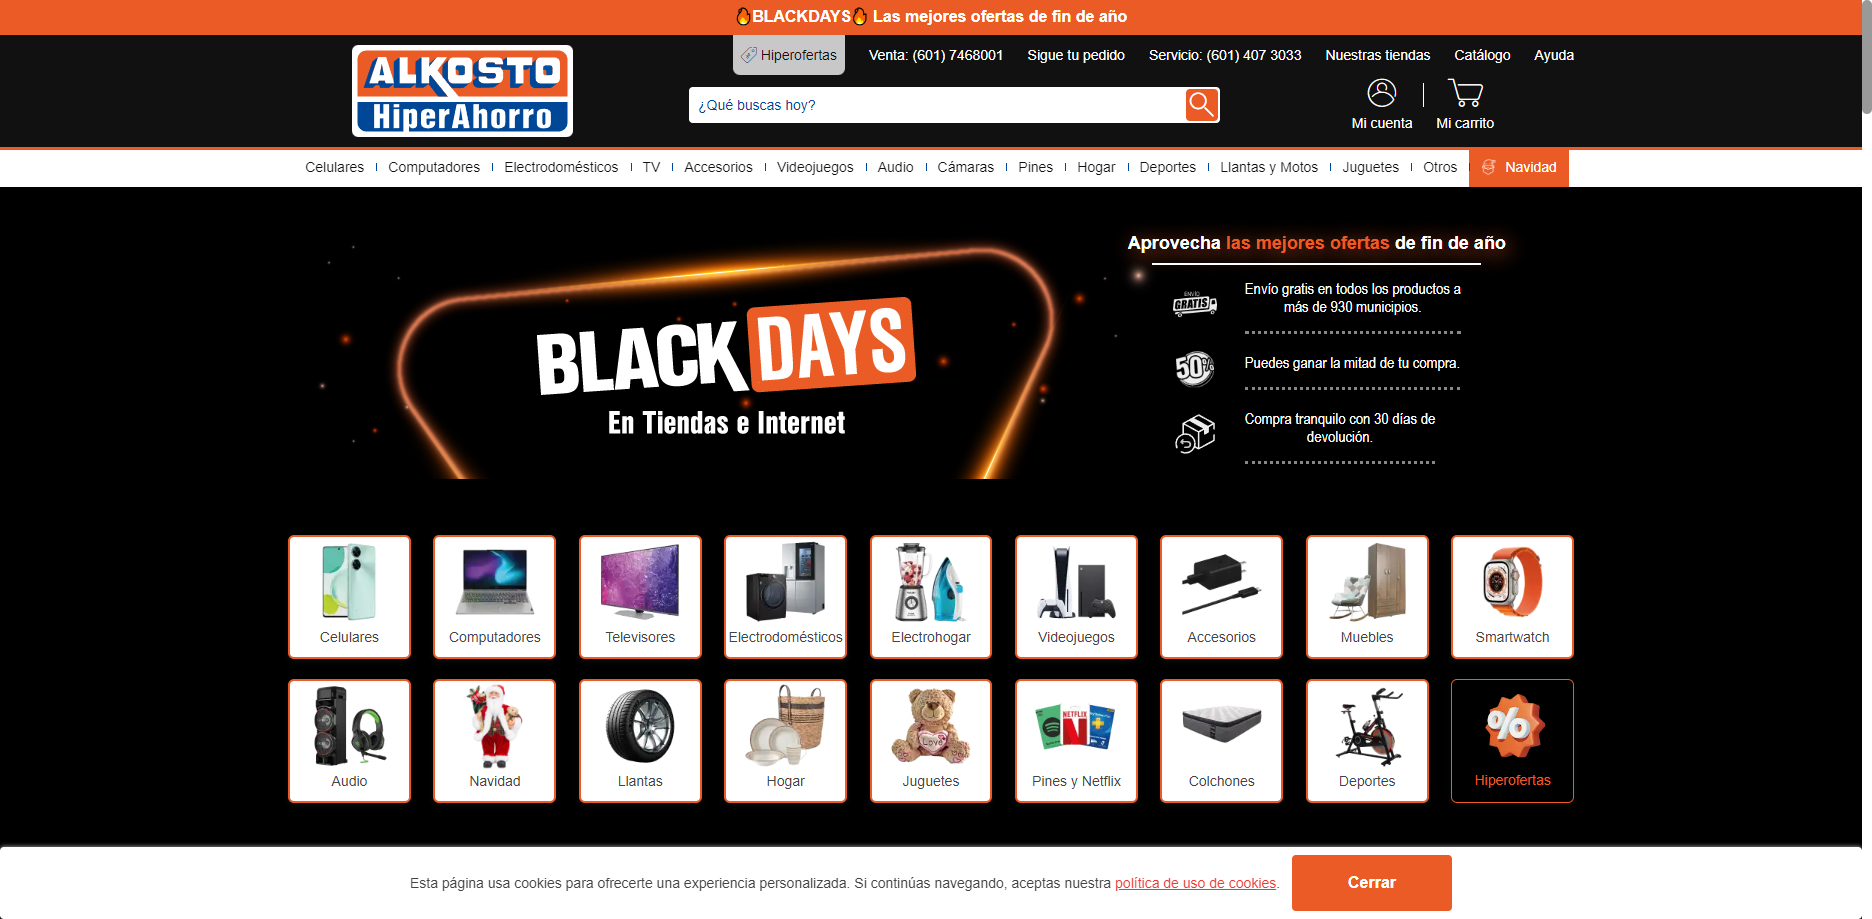 🔥BLACKDAYS🔥 Las mejores ofertas de fin de año
Hiperofertas
Venta: (601) 7468001
Sigue tu pedido
Servicio: (601) 407 3033
Nuestras tiendas
Catálogo
Ayuda
ALKOSTO
HiperAhorro
¿Qué buscas hoy?
Mi cuenta
Mi carrito
Celulares
Computadores
Electrodomésticos
TV
Accesorios
Videojuegos
Audio
Cámaras
Pines
Hogar
Deportes
Llantas y Motos
Juguetes
Otros
Navidad
BLACK DAYS
En Tiendas e Internet
Aprovecha las mejores ofertas de fin de año
ENVÍO
GRATIS
Envío gratis en todos los productos a
más de 930 municipios.
50%
Puedes ganar la mitad de tu compra.
Compra tranquilo con 30 días de
devolución.
Celulares
Computadores
Televisores
Electrodomésticos
Electrohogar
Videojuegos
Accesorios
Muebles
Smartwatch
Love
NETFLIX
N
%
Audio
Navidad
Llantas
Hogar
Juguetes
Pines y Netflix
Colchones
Deportes
Hiperofertas
Esta página usa cookies para ofrecerte una experiencia personalizada. Si continúas navegando, aceptas nuestra política de uso de cookies.
Cerrar